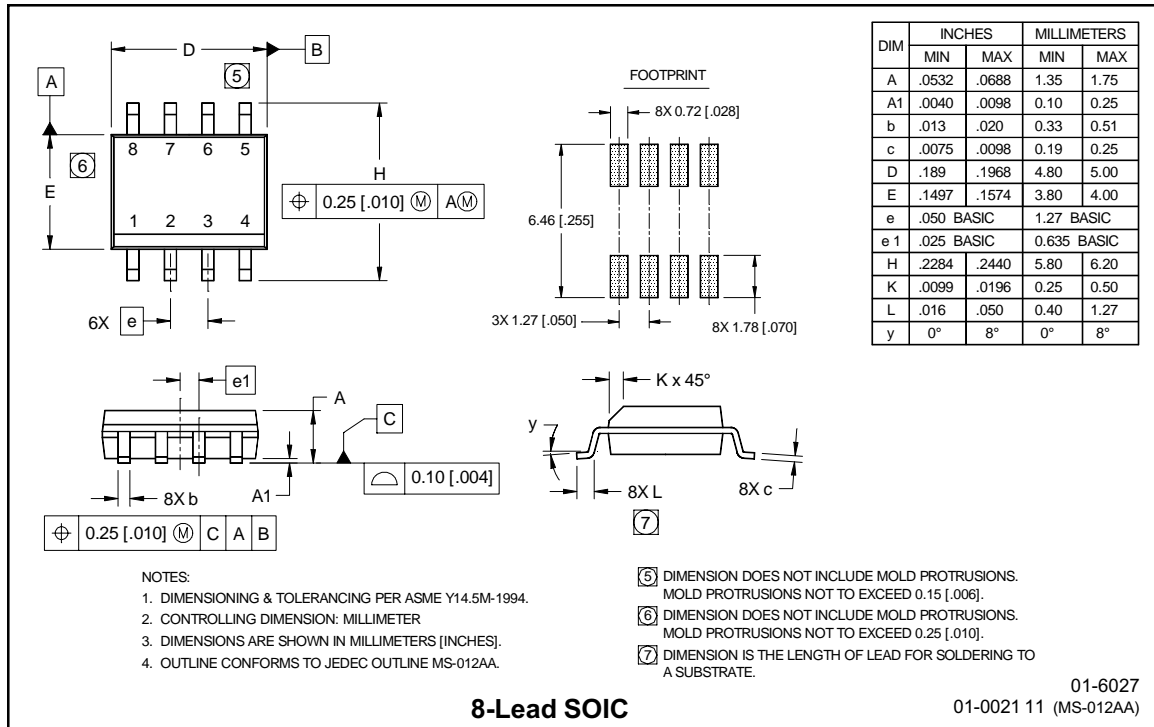 D
B
5
A
8 7 6 5
6
E
H
⌖ 0.25 [.010] Ⓜ AⓂ
1 2 3 4
6X e
FOOTPRINT
8X 0.72 [.028]
6.46 [.255]
3X 1.27 [.050]
8X 1.78 [.070]
DIM INCHES MILLIMETERS
MIN MAX MIN MAX
A .0532 .0688 1.35 1.75
A1 .0040 .0098 0.10 0.25
b .013 .020 0.33 0.51
c .0075 .0098 0.19 0.25
D .189 .1968 4.80 5.00
E .1497 .1574 3.80 4.00
e .050 BASIC 1.27 BASIC
e 1 .025 BASIC 0.635 BASIC
H .2284 .2440 5.80 6.20
K .0099 .0196 0.25 0.50
L .016 .050 0.40 1.27
y 0° 8° 0° 8°
e1
A
C
⌓ 0.10 [.004]
8X b
A1
⌖ 0.25 [.010] Ⓜ C A B
K x 45°
y
8X L
7
8X c
NOTES:
1. DIMENSIONING & TOLERANCING PER ASME Y14.5M-1994.
2. CONTROLLING DIMENSION: MILLIMETER
3. DIMENSIONS ARE SHOWN IN MILLIMETERS [INCHES].
4. OUTLINE CONFORMS TO JEDEC OUTLINE MS-012AA.
5 DIMENSION DOES NOT INCLUDE MOLD PROTRUSIONS.
MOLD PROTRUSIONS NOT TO EXCEED 0.15 [.006].
6 DIMENSION DOES NOT INCLUDE MOLD PROTRUSIONS.
MOLD PROTRUSIONS NOT TO EXCEED 0.25 [.010].
7 DIMENSION IS THE LENGTH OF LEAD FOR SOLDERING TO
A SUBSTRATE.
8-Lead SOIC
01-6027
01-0021 11 (MS-012AA)